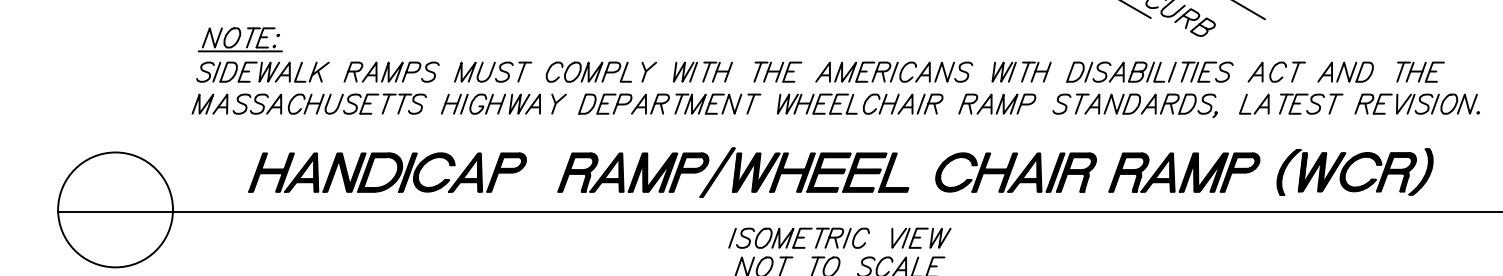 CURB
NOTE:
SIDEWALK RAMPS MUST COMPLY WITH THE AMERICANS WITH DISABILITIES ACT AND THE
MASSACHUSETTS HIGHWAY DEPARTMENT WHEELCHAIR RAMP STANDARDS, LATEST REVISION.
HANDICAP RAMP/WHEEL CHAIR RAMP (WCR)
ISOMETRIC VIEW
NOT TO SCALE